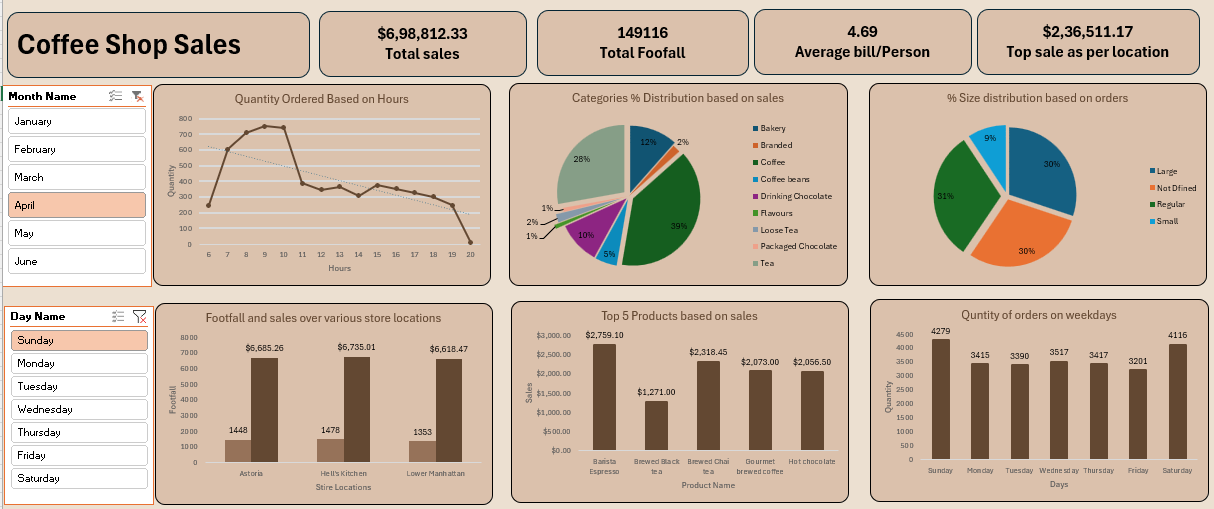 Coffee Shop Sales
$6,98,812.33
Total sales
149116
Total Foofall
4.69
Average bill/Person
$2,36,511.17
Top sale as per location
Month Name
January
February
March
April
May
June
Quantity Ordered Based on Hours
800
700
600
500
400
300
200
100
0
Quantity
6 7 8 9 10 11 12 13 14 15 16 17 18 19 20
Hours
Categories % Distribution based on sales
12%
2%
39%
5%
10%
1%
2%
1%
28%
Bakery
Branded
Coffee
Coffee beans
Drinking Chocolate
Flavours
Loose Tea
Packaged Chocolate
Tea
% Size distribution based on orders
30%
30%
31%
9%
Large
Not Dfined
Regular
Small
Day Name
Sunday
Monday
Tuesday
Wednesday
Thursday
Friday
Saturday
Footfall and sales over various store locations
8000
7000
6000
5000
4000
3000
2000
1000
0
Footfall
$6,685.26 $6,735.01 $6,618.47
1448 1478 1353
Astoria Hell's Kitchen Lower Manhattan
Stire Locations
Top 5 Products based on sales
$3,000.00
$2,500.00
$2,000.00
$1,500.00
$1,000.00
$500.00
$0.00
Sales
$2,759.10 $1,271.00 $2,318.45 $2,073.00 $2,056.50
Barista Brewed Black Brewed Chai Gourmet Hot chocolate
Espresso tea tea brewed coffee
Product Name
Quntity of orders on weekdays
4500
4000
3500
3000
2500
2000
1500
1000
500
0
Quantity
4279 3415 3390 3517 3417 3201 4116
Sunday Monday Tuesday Wednesday Thursday Friday Saturday
Days